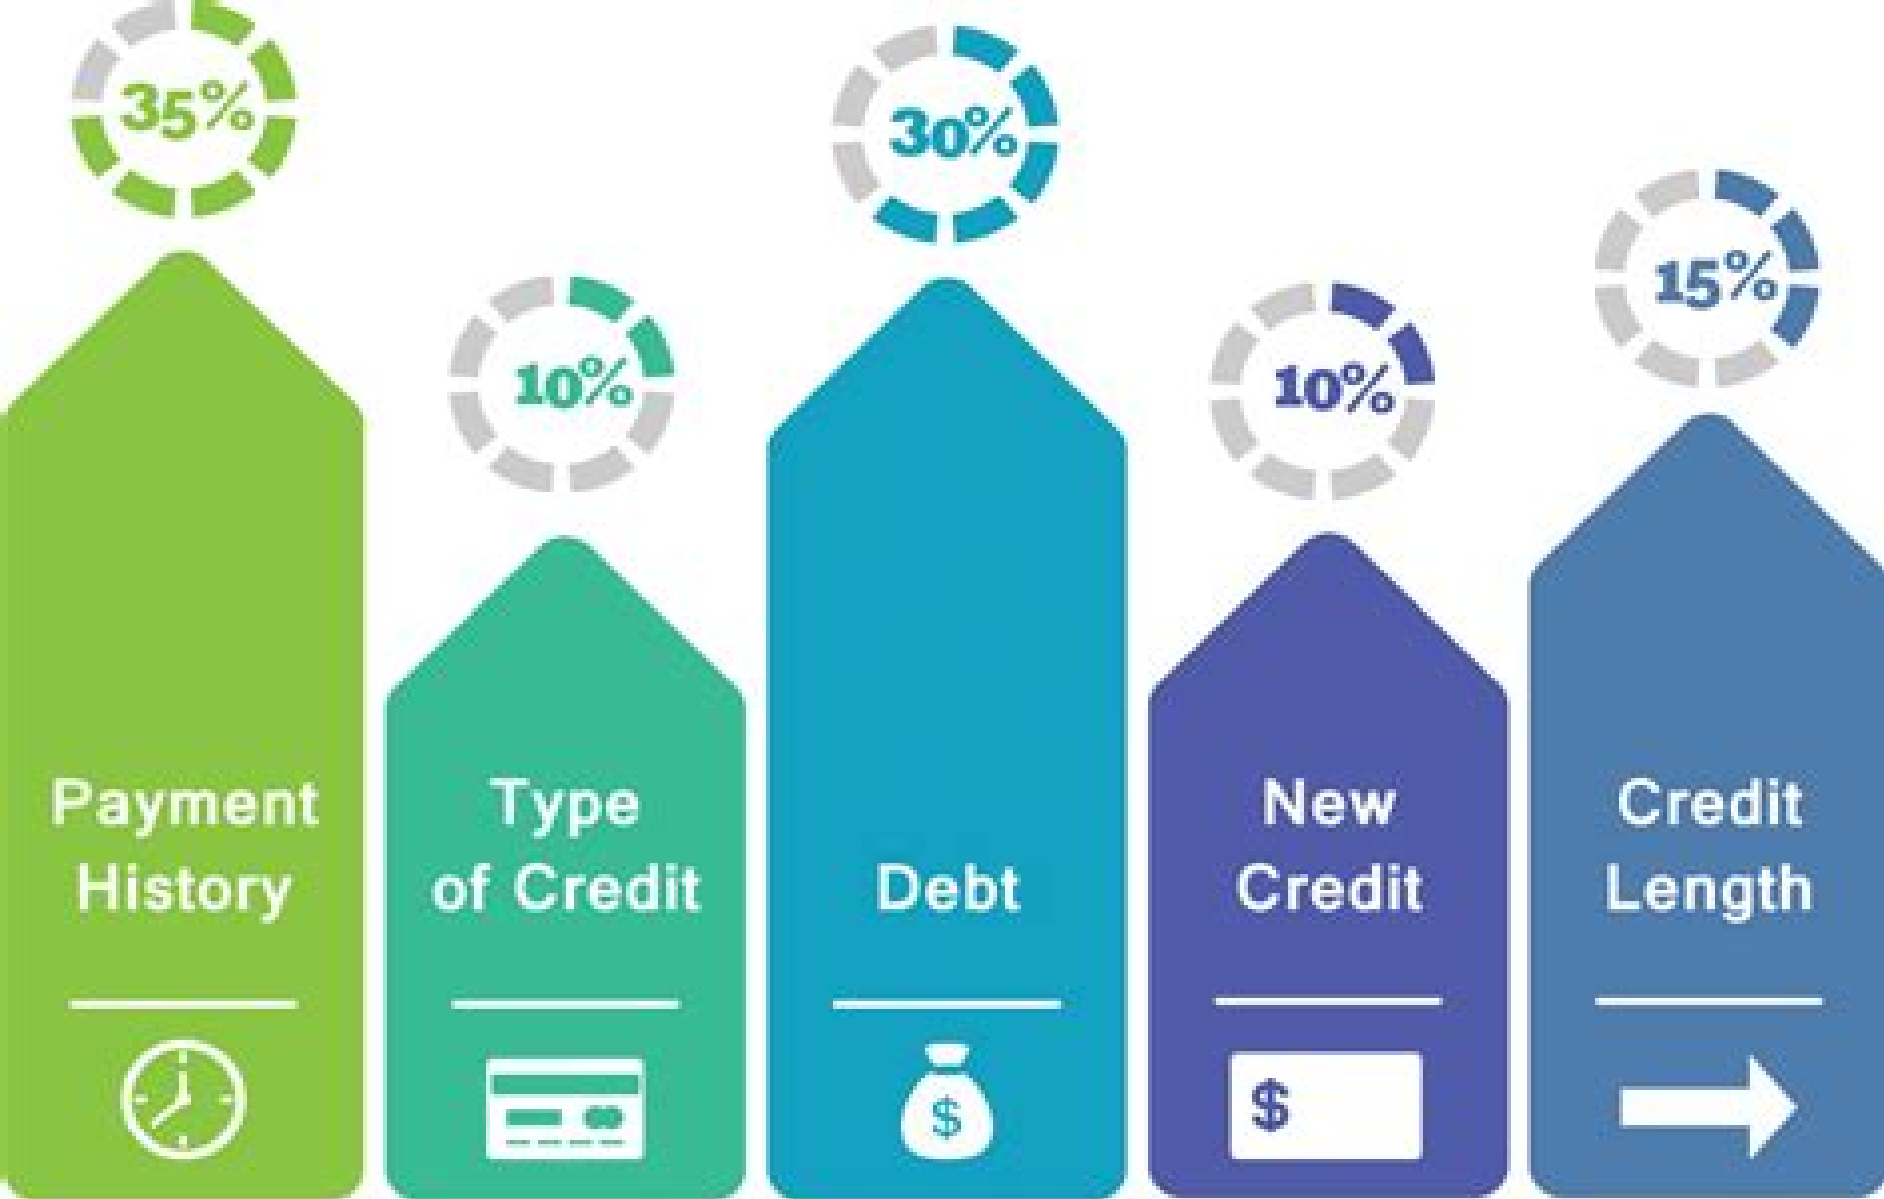 35%
Payment
History
10%
Type
of Credit
30%
Debt
$
10%
New
Credit
$
15%
Credit
Length